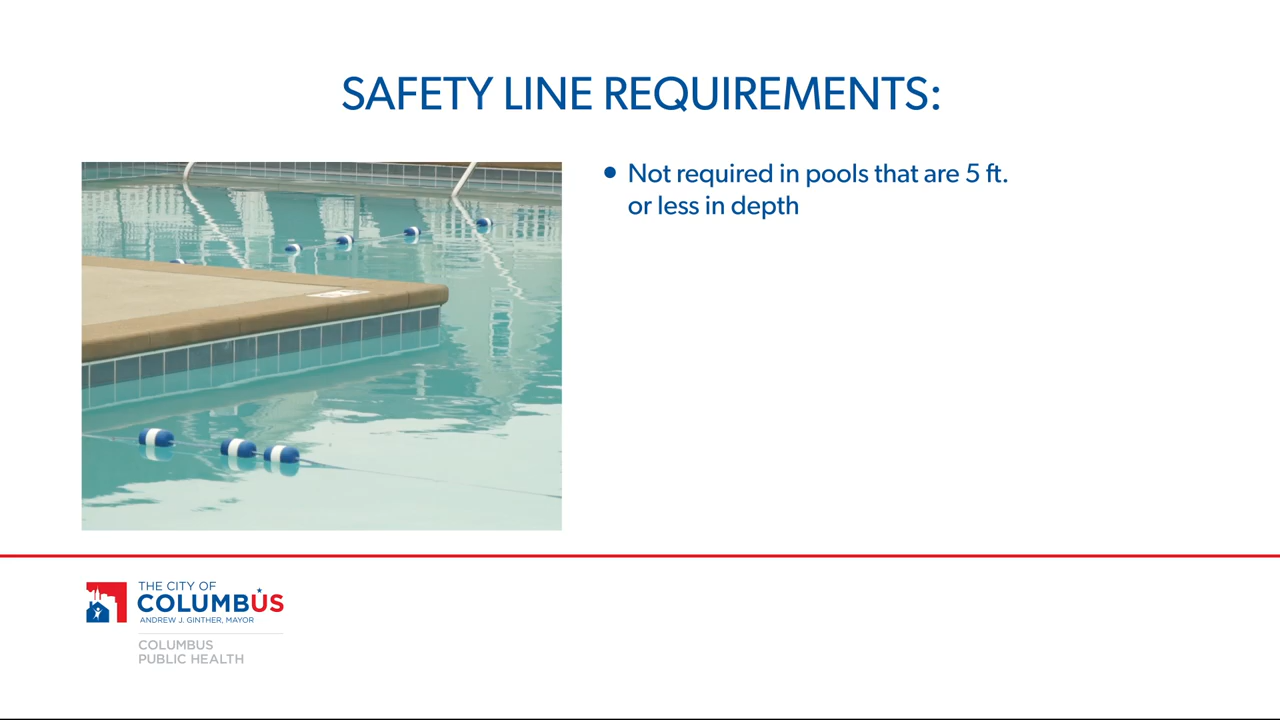 SAFETY LINE REQUIREMENTS:
• Not required in pools that are 5 ft.
or less in depth
THE CITY OF
COLUMBUS
ANDREW J. GINTHER, MAYOR
COLUMBUS
PUBLIC HEALTH